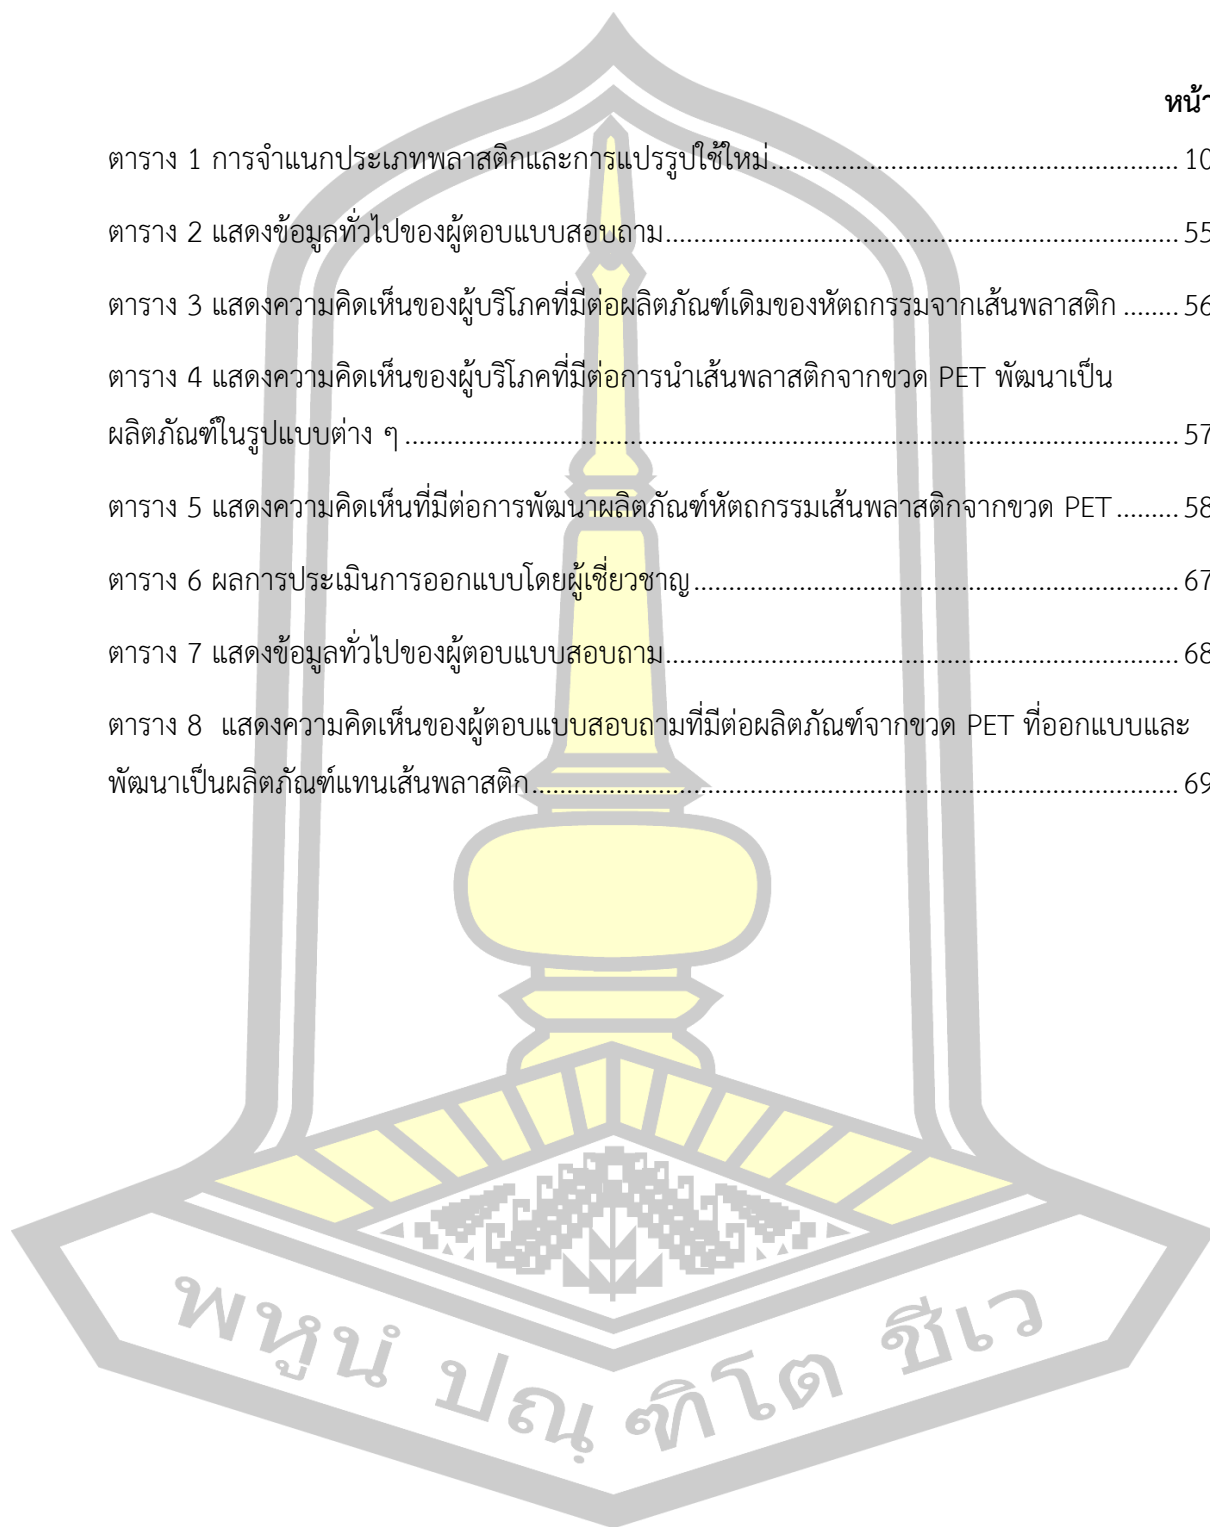 หน้า
ตาราง 1 การจำแนกประเภทพลาสติกและการแปรรูปใช้ใหม่.................................................... 10
ตาราง 2 แสดงข้อมูลทั่วไปของผู้ตอบแบบสอบถาม.................................................................. 55
ตาราง 3 แสดงความคิดเห็นของผู้บริโภคที่มีต่อผลิตภัณฑ์เดิมของหัตถกรรมจากเส้นพลาสติก ........ 56
ตาราง 4 แสดงความคิดเห็นของผู้บริโภคที่มีต่อการนำเส้นพลาสติกจากขวด PET พัฒนาเป็น
ผลิตภัณฑ์ในรูปแบบต่าง ๆ .................................................................................................... 57
ตาราง 5 แสดงความคิดเห็นที่มีต่อการพัฒนาผลิตภัณฑ์หัตถกรรมเส้นพลาสติกจากขวด PET ......... 58
ตาราง 6 ผลการประเมินการออกแบบโดยผู้เชี่ยวชาญ ............................................................... 67
ตาราง 7 แสดงข้อมูลทั่วไปของผู้ตอบแบบสอบถาม.................................................................. 68
ตาราง 8 แสดงความคิดเห็นของผู้ตอบแบบสอบถามที่มีต่อผลิตภัณฑ์จากขวด PET ที่ออกแบบและ
พัฒนาเป็นผลิตภัณฑ์แทนเส้นพลาสติก..................................................................................... 69
พหูนํ ปณฺฑิโต ชีเว